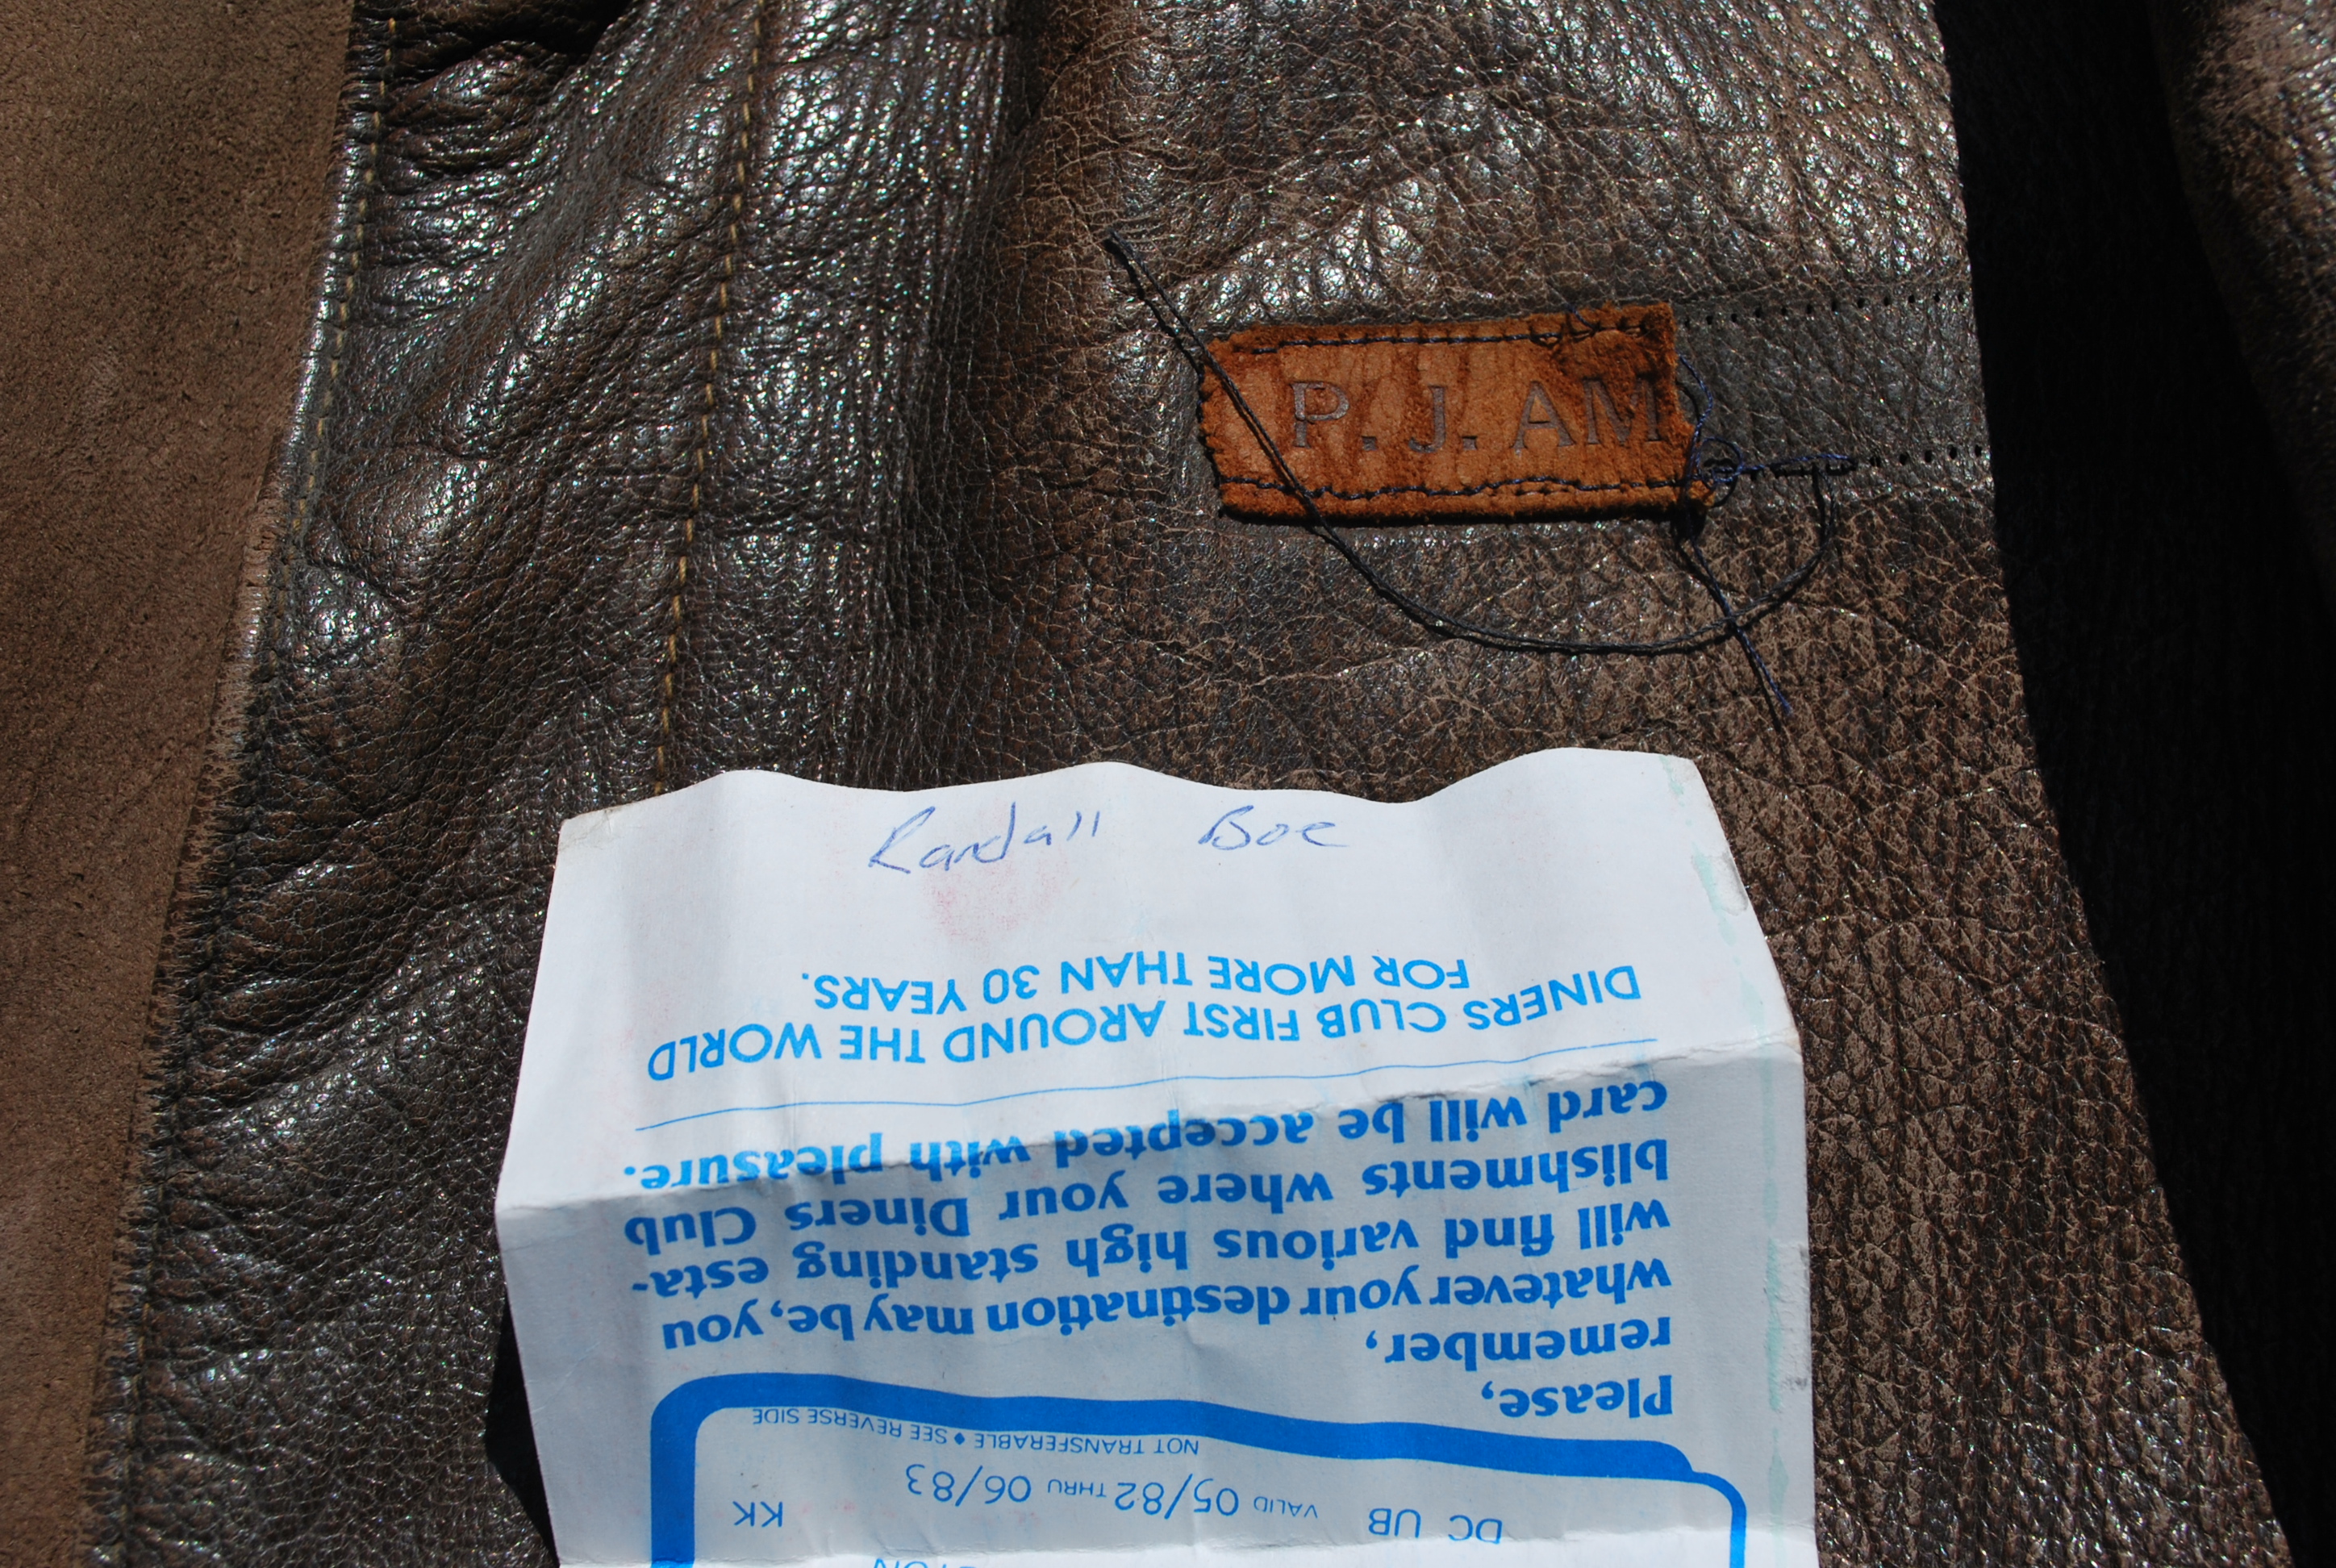 P. J. AM
Randall Boe
Please,
remember,
whatever your destination may be, you
will find various high standing esta-
blishments where your Diners Club
card will be accepted with pleasure.
DINERS CLUB FIRST AROUND THE WORLD
FOR MORE THAN 30 YEARS.
DC UB VALID 05/82 THRU 06/83 KK
NOT TRANSFERABLE ♦ SEE REVERSE SIDE